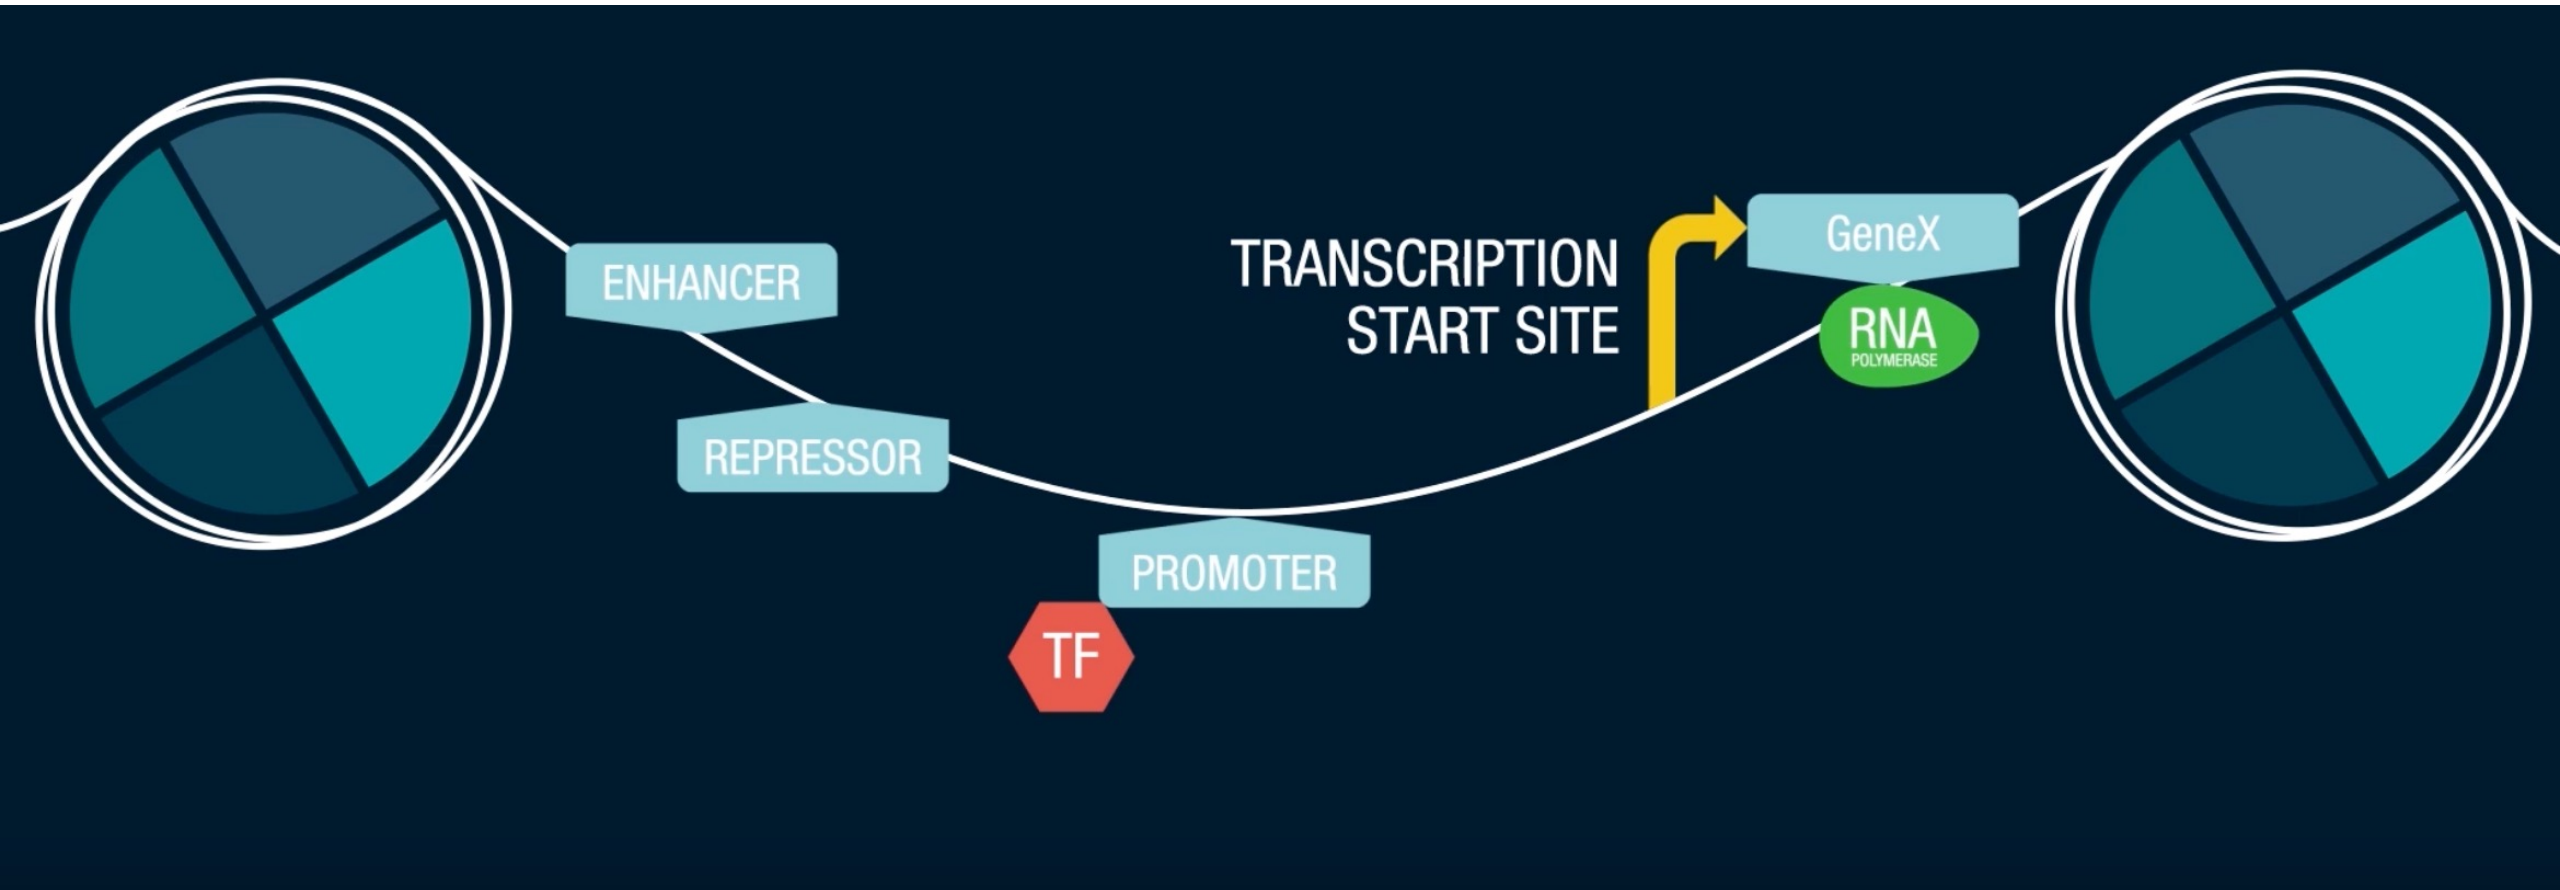 ENHANCER
REPRESSOR
PROMOTER
TF
TRANSCRIPTION
START SITE
GeneX
RNA
POLYMERASE